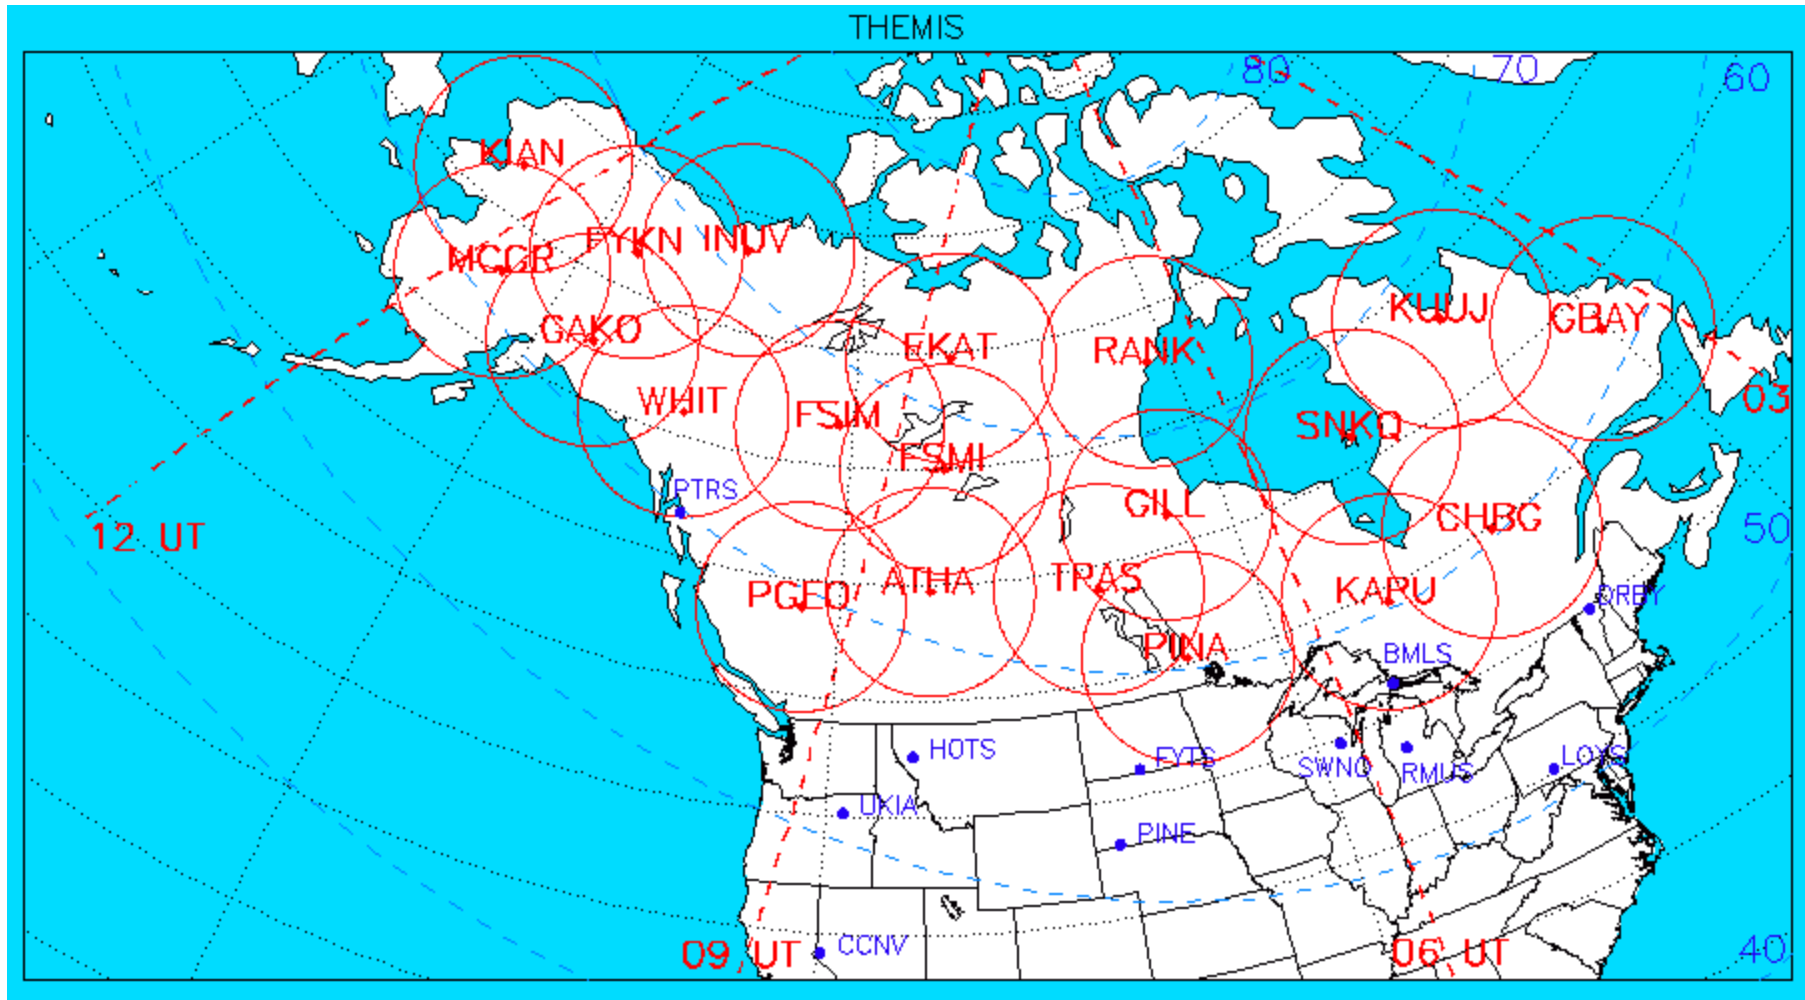 THEMIS
80
70
60
KIAN
FYKN
INUV
MCGR
GAKO
EKAT
RANK
KUUJ
GBAY
WHIT
FSIM
03
SNKQ
FSMI
PTRS
GILL
CHBG
12 UT
50
PGEO
ATHA
TPAS
KAPU
DRBY
PINA
BMLS
HOTS
FYTS
SWNO
RMUS
LOYS
UKIA
PINE
09 UT
CCNV
06 UT
40